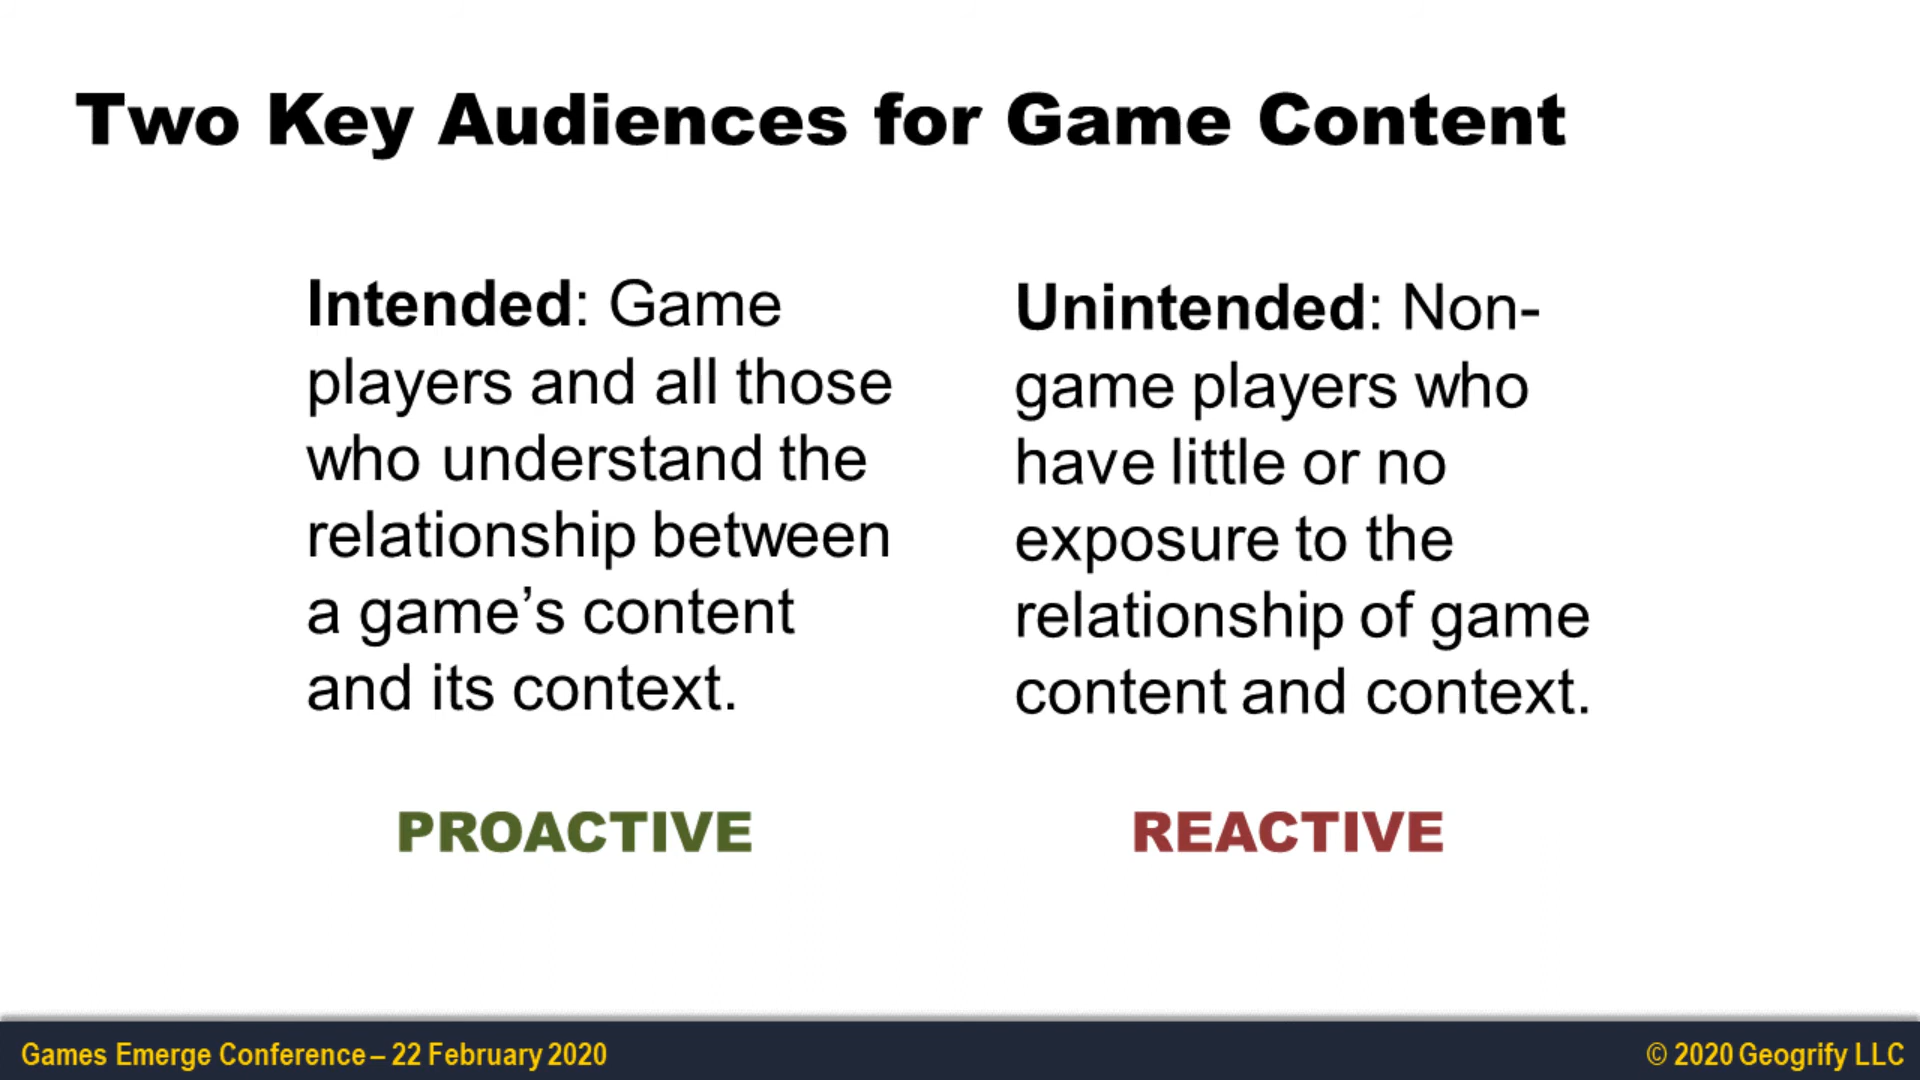 Two Key Audiences for Game Content
Intended: Game
players and all those
who understand the
relationship between
a game’s content
and its context.
PROACTIVE
Unintended: Non-
game players who
have little or no
exposure to the
relationship of game
content and context.
REACTIVE
Games Emerge Conference – 22 February 2020
© 2020 Geogrify LLC